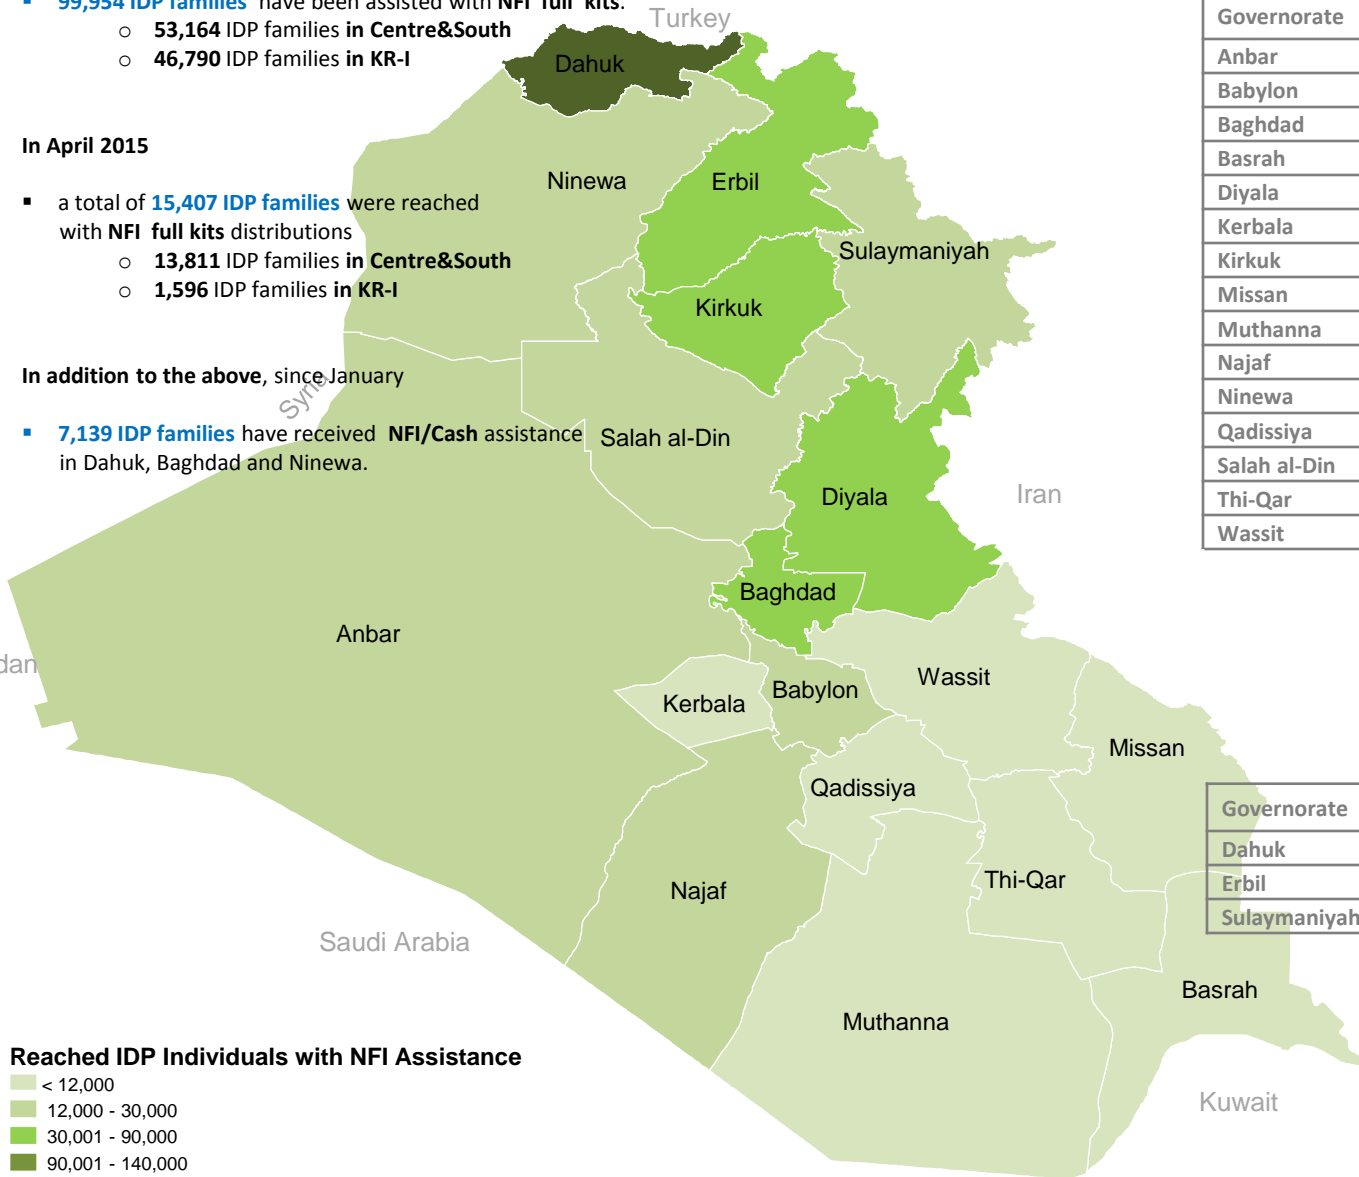 ▪ 99,954 IDP families have been assisted with NFI full kits:
o 53,164 IDP families in Centre&South
o 46,790 IDP families in KR-I
In April 2015
▪ a total of 15,407 IDP families were reached
with NFI full kits distributions
o 13,811 IDP families in Centre&South
o 1,596 IDP families in KR-I
In addition to the above, since January
▪ 7,139 IDP families have received NFI/Cash assistance
in Dahuk, Baghdad and Ninewa.
Turkey
Syria
Iran
dan
Saudi Arabia
Kuwait
Dahuk
Ninewa
Erbil
Sulaymaniyah
Kirkuk
Salah al-Din
Diyala
Baghdad
Anbar
Wassit
Kerbala
Babylon
Missan
Qadissiya
Thi-Qar
Najaf
Basrah
Muthanna
Governorate
Anbar
Babylon
Baghdad
Basrah
Diyala
Kerbala
Kirkuk
Missan
Muthanna
Najaf
Ninewa
Qadissiya
Salah al-Din
Thi-Qar
Wassit
Governorate
Dahuk
Erbil
Sulaymaniyah
Reached IDP Individuals with NFI Assistance
< 12,000
12,000 - 30,000
30,001 - 90,000
90,001 - 140,000